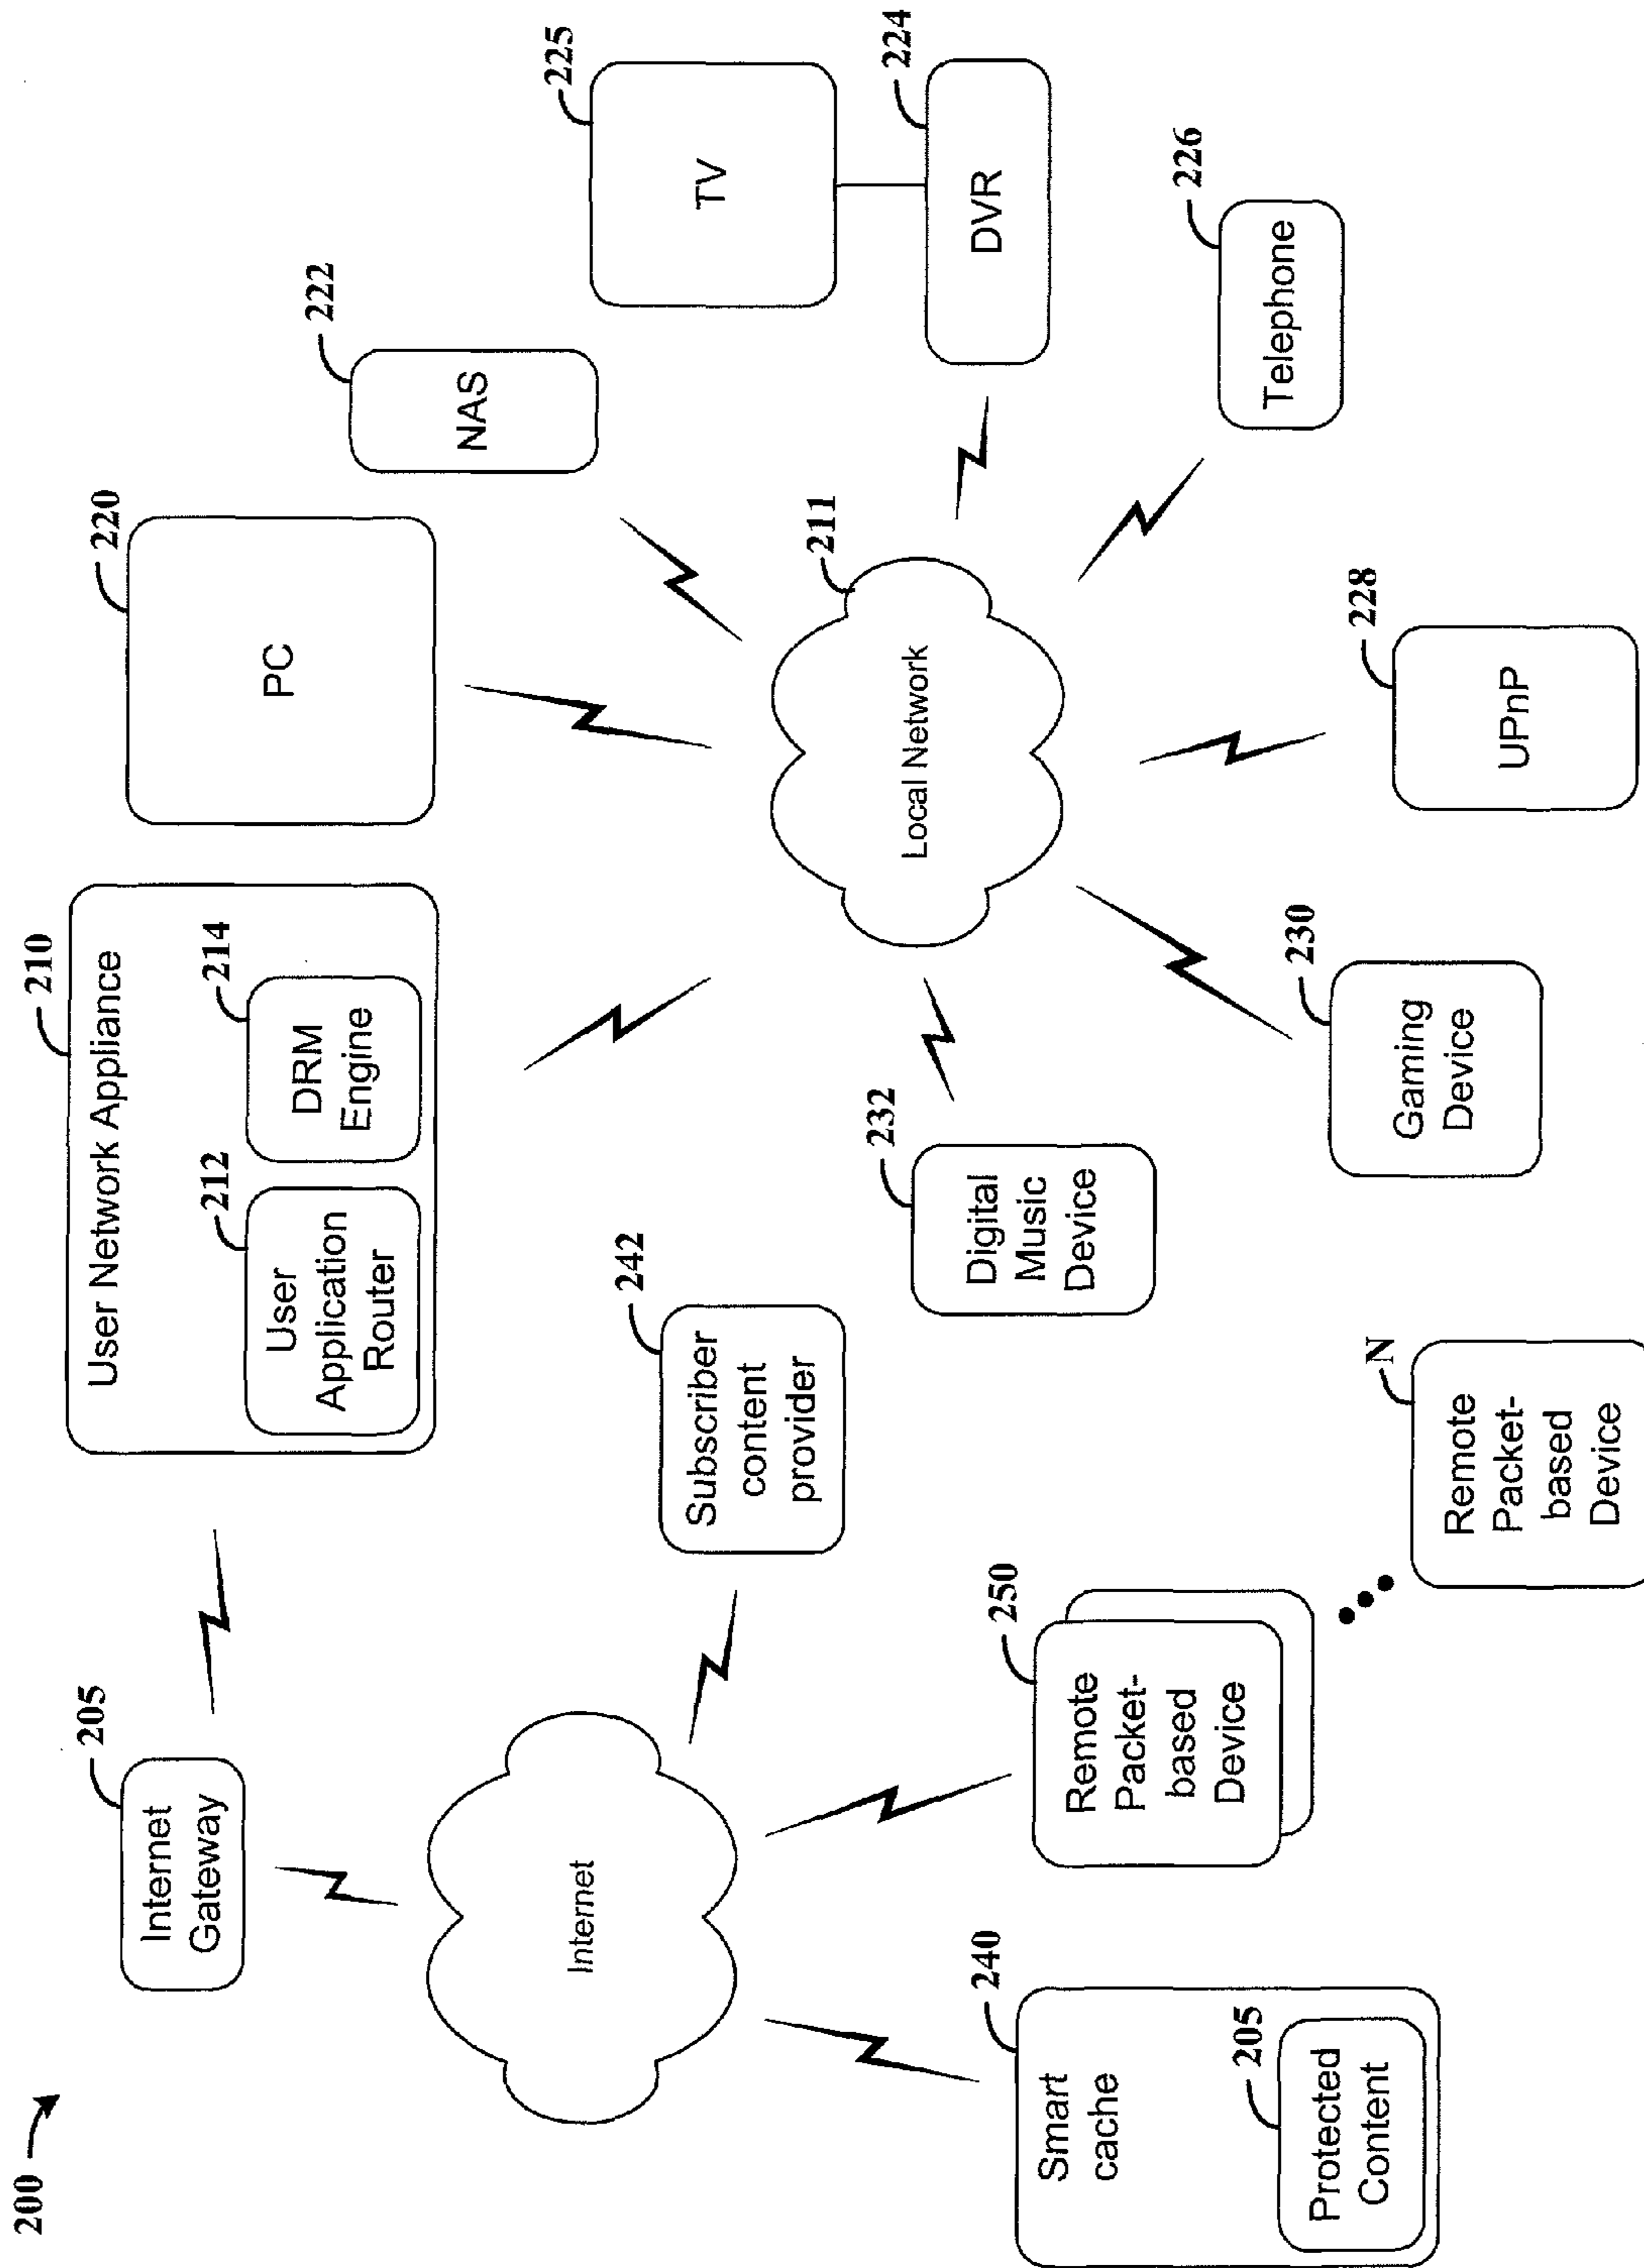 200
205
Internet
Gateway
210
User Network Appliance
212
User
Application
Router
214
DRM
Engine
220
PC
222
NAS
225
TV
224
DVR
Internet
242
Subscriber
content
provider
211
Local Network
226
Telephone
232
Digital
Music
Device
240
Smart
cache
205
Protected
Content
250
Remote
Packet-
based
Device
N
Remote
Packet-
based
Device
230
Gaming
Device
228
UPnP